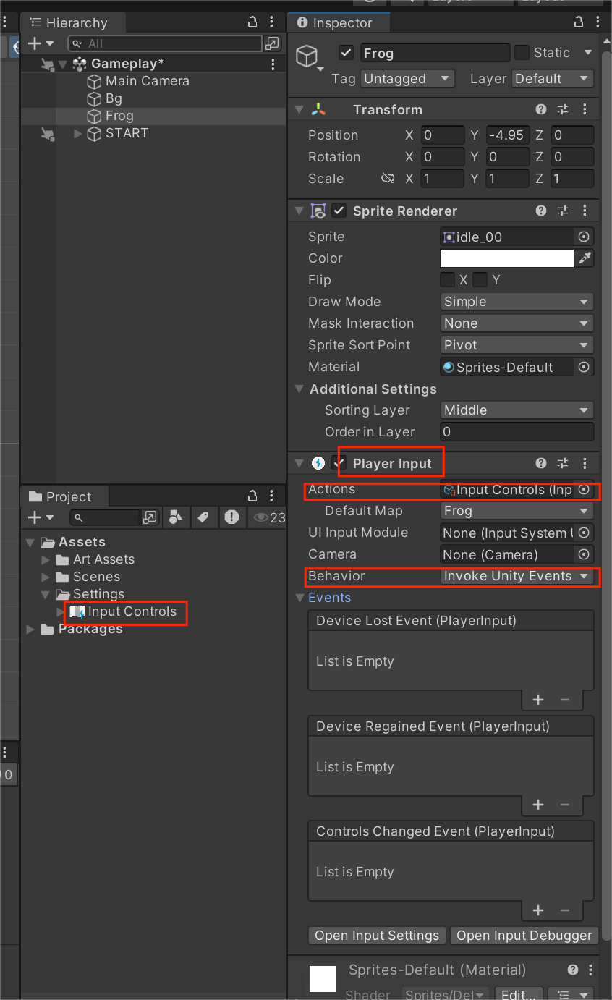 Hierarchy
All
Gameplay*
Main Camera
Bg
Frog
START
Project
23
Assets
Art Assets
Scenes
Settings
Input Controls
Packages
0
Inspector
Frog
Static
Tag Untagged Layer Default
Transform
Position X 0 Y -4.95 Z 0
Rotation X 0 Y 0 Z 0
Scale X 1 Y 1 Z 1
Sprite Renderer
Sprite idle_00
Color
Flip X Y
Draw Mode Simple
Mask Interaction None
Sprite Sort Point Pivot
Material Sprites-Default
Additional Settings
Sorting Layer Middle
Order in Layer 0
Player Input
Actions Input Controls (Inp
Default Map Frog
UI Input Module None (Input System
Camera None (Camera)
Behavior Invoke Unity Events
Events
Device Lost Event (PlayerInput)
List is Empty
Device Regained Event (PlayerInput)
List is Empty
Controls Changed Event (PlayerInput)
List is Empty
Open Input Settings Open Input Debugger
Sprites-Default (Material)
Shader Sprites/Def Edit...